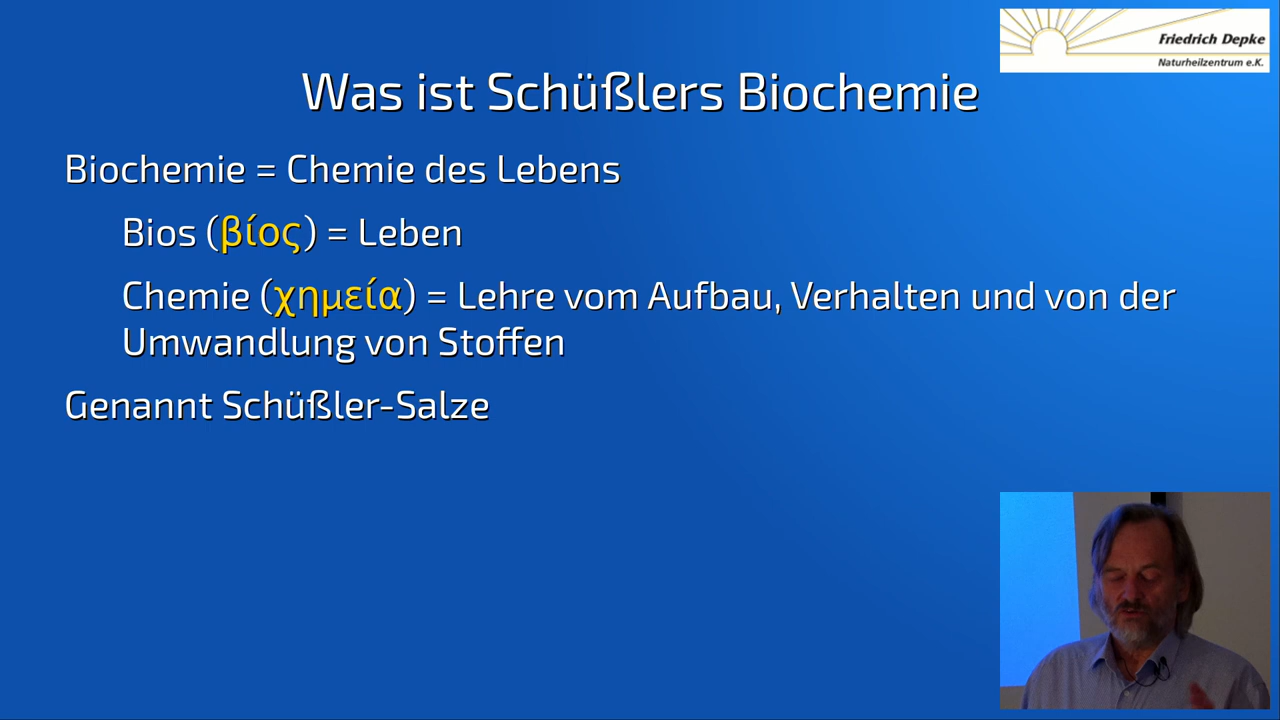 Friedrich Depke
Naturheilzentrum e.K.
Was ist Schüßlers Biochemie
Biochemie = Chemie des Lebens
Bios (βίος) = Leben
Chemie (χημεία) = Lehre vom Aufbau, Verhalten und von der
Umwandlung von Stoffen
Genannt Schüßler-Salze